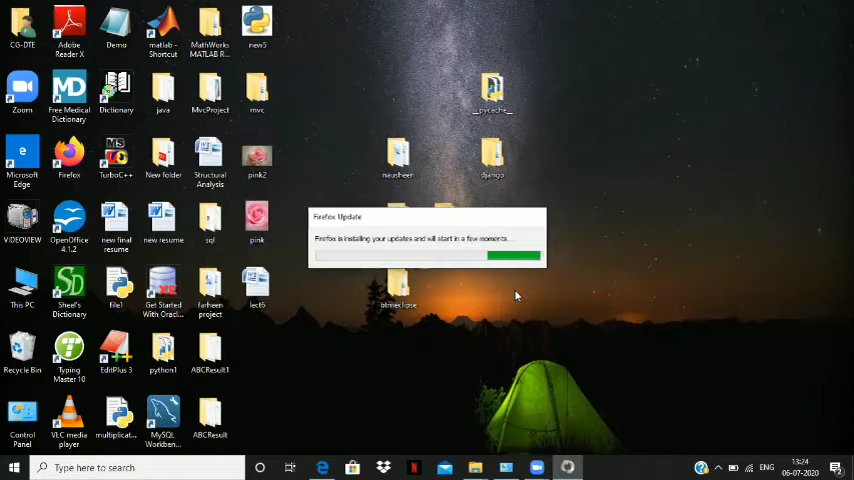 CG-DTE
Adobe
Reader X
Demo
matlab -
Shortcut
MathWorks
MATLAB R...
new5
Zoom
Free Medical
Dictionary
Dictionary
java
MvcProject
mvc
__pycache__
Microsoft
Edge
Firefox
TurboC++
New folder
Structural
Analysis
pink2
nausheen
django
VIDEOVIEW
OpenOffice
4.1.2
new final
resume
new resume
sql
pink
Firefox Update
Firefox is installing your updates and will start in a few moments...
This PC
Sheel's
Dictionary
file1
Get Started
With Oracl...
farheen
project
lect6
Recycle Bin
Typing
Master 10
EditPlus 3
python1
ABCResult1
Control
Panel
VLC media
player
multiplicat...
MySQL
Workben...
ABCResult
Type here to search
ENG
13:24
06-07-2020
2